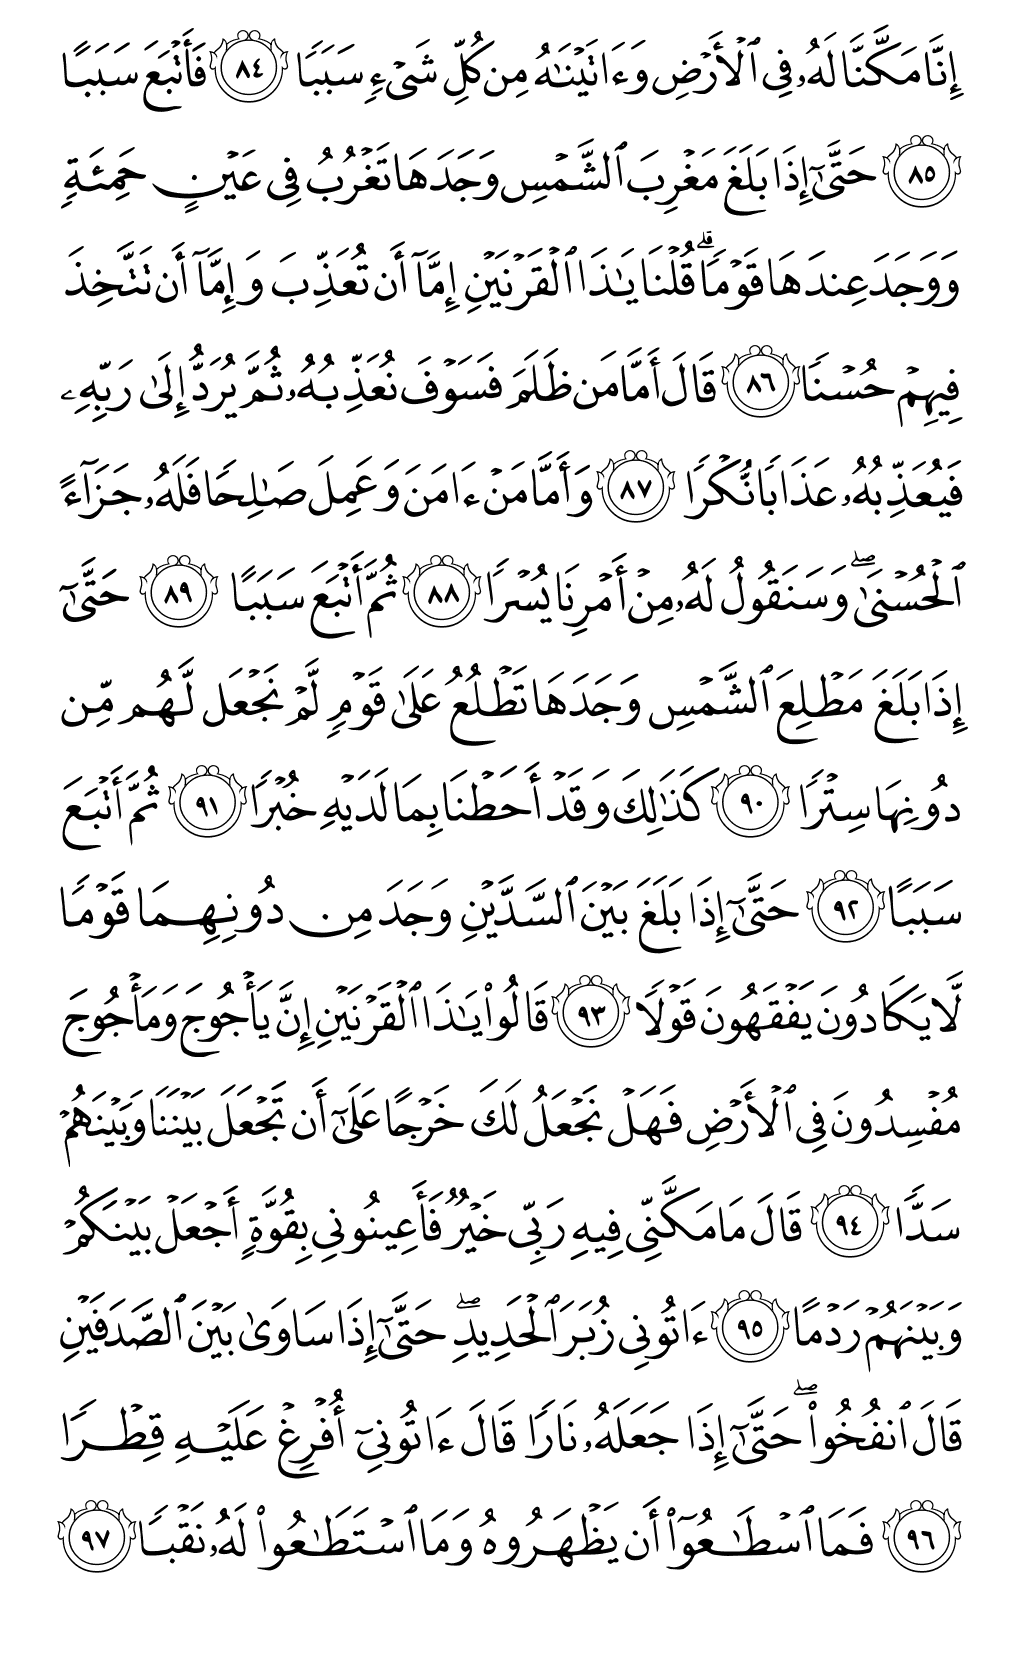 إِنَّا مَكَّنَّا لَهُۥ فِي ٱلۡأَرۡضِ وَءَاتَيۡنَٰهُ مِن كُلِّ شَيۡءٖ سَبَبٗا ٨٤ فَأَتۡبَعَ سَبَبًا
٨٥ حَتَّىٰٓ إِذَا بَلَغَ مَغۡرِبَ ٱلشَّمۡسِ وَجَدَهَا تَغۡرُبُ فِي عَيۡنٍ حَمِئَةٖ
وَوَجَدَ عِندَهَا قَوۡمٗاۖ قُلۡنَا يَٰذَا ٱلۡقَرۡنَيۡنِ إِمَّآ أَن تُعَذِّبَ وَإِمَّآ أَن تَتَّخِذَ
فِيهِمۡ حُسۡنٗا ٨٦ قَالَ أَمَّا مَن ظَلَمَ فَسَوۡفَ نُعَذِّبُهُۥ ثُمَّ يُرَدُّ إِلَىٰ رَبِّهِۦ
فَيُعَذِّبُهُۥ عَذَابٗا نُّكۡرٗا ٨٧ وَأَمَّا مَنۡ ءَامَنَ وَعَمِلَ صَٰلِحٗا فَلَهُۥ جَزَآءً
ٱلۡحُسۡنَىٰۖ وَسَنَقُولُ لَهُۥ مِنۡ أَمۡرِنَا يُسۡرٗا ٨٨ ثُمَّ أَتۡبَعَ سَبَبًا ٨٩ حَتَّىٰٓ
إِذَا بَلَغَ مَطۡلِعَ ٱلشَّمۡسِ وَجَدَهَا تَطۡلُعُ عَلَىٰ قَوۡمٖ لَّمۡ نَجۡعَل لَّهُم مِّن
دُونِهَا سِتۡرٗا ٩٠ كَذَٰلِكَ وَقَدۡ أَحَطۡنَا بِمَا لَدَيۡهِ خُبۡرٗا ٩١ ثُمَّ أَتۡبَعَ
سَبَبًا ٩٢ حَتَّىٰٓ إِذَا بَلَغَ بَيۡنَ ٱلسَّدَّيۡنِ وَجَدَ مِن دُونِهِمَا قَوۡمٗا
لَّا يَكَادُونَ يَفۡقَهُونَ قَوۡلٗا ٩٣ قَالُواْ يَٰذَا ٱلۡقَرۡنَيۡنِ إِنَّ يَأۡجُوجَ وَمَأۡجُوجَ
مُفۡسِدُونَ فِي ٱلۡأَرۡضِ فَهَلۡ نَجۡعَلُ لَكَ خَرۡجًا عَلَىٰٓ أَن تَجۡعَلَ بَيۡنَنَا وَبَيۡنَهُمۡ
سَدّٗا ٩٤ قَالَ مَا مَكَّنِّي فِيهِ رَبِّي خَيۡرٞ فَأَعِينُونِي بِقُوَّةٍ أَجۡعَلۡ بَيۡنَكُمۡ
وَبَيۡنَهُمۡ رَدۡمًا ٩٥ ءَاتُونِي زُبَرَ ٱلۡحَدِيدِۖ حَتَّىٰٓ إِذَا سَاوَىٰ بَيۡنَ ٱلصَّدَفَيۡنِ
قَالَ ٱنفُخُواْۖ حَتَّىٰٓ إِذَا جَعَلَهُۥ نَارٗا قَالَ ءَاتُونِيٓ أُفۡرِغۡ عَلَيۡهِ قِطۡرٗا
٩٦ فَمَا ٱسۡطَٰعُوٓاْ أَن يَظۡهَرُوهُ وَمَا ٱسۡتَطَٰعُواْ لَهُۥ نَقۡبٗا ٩٧